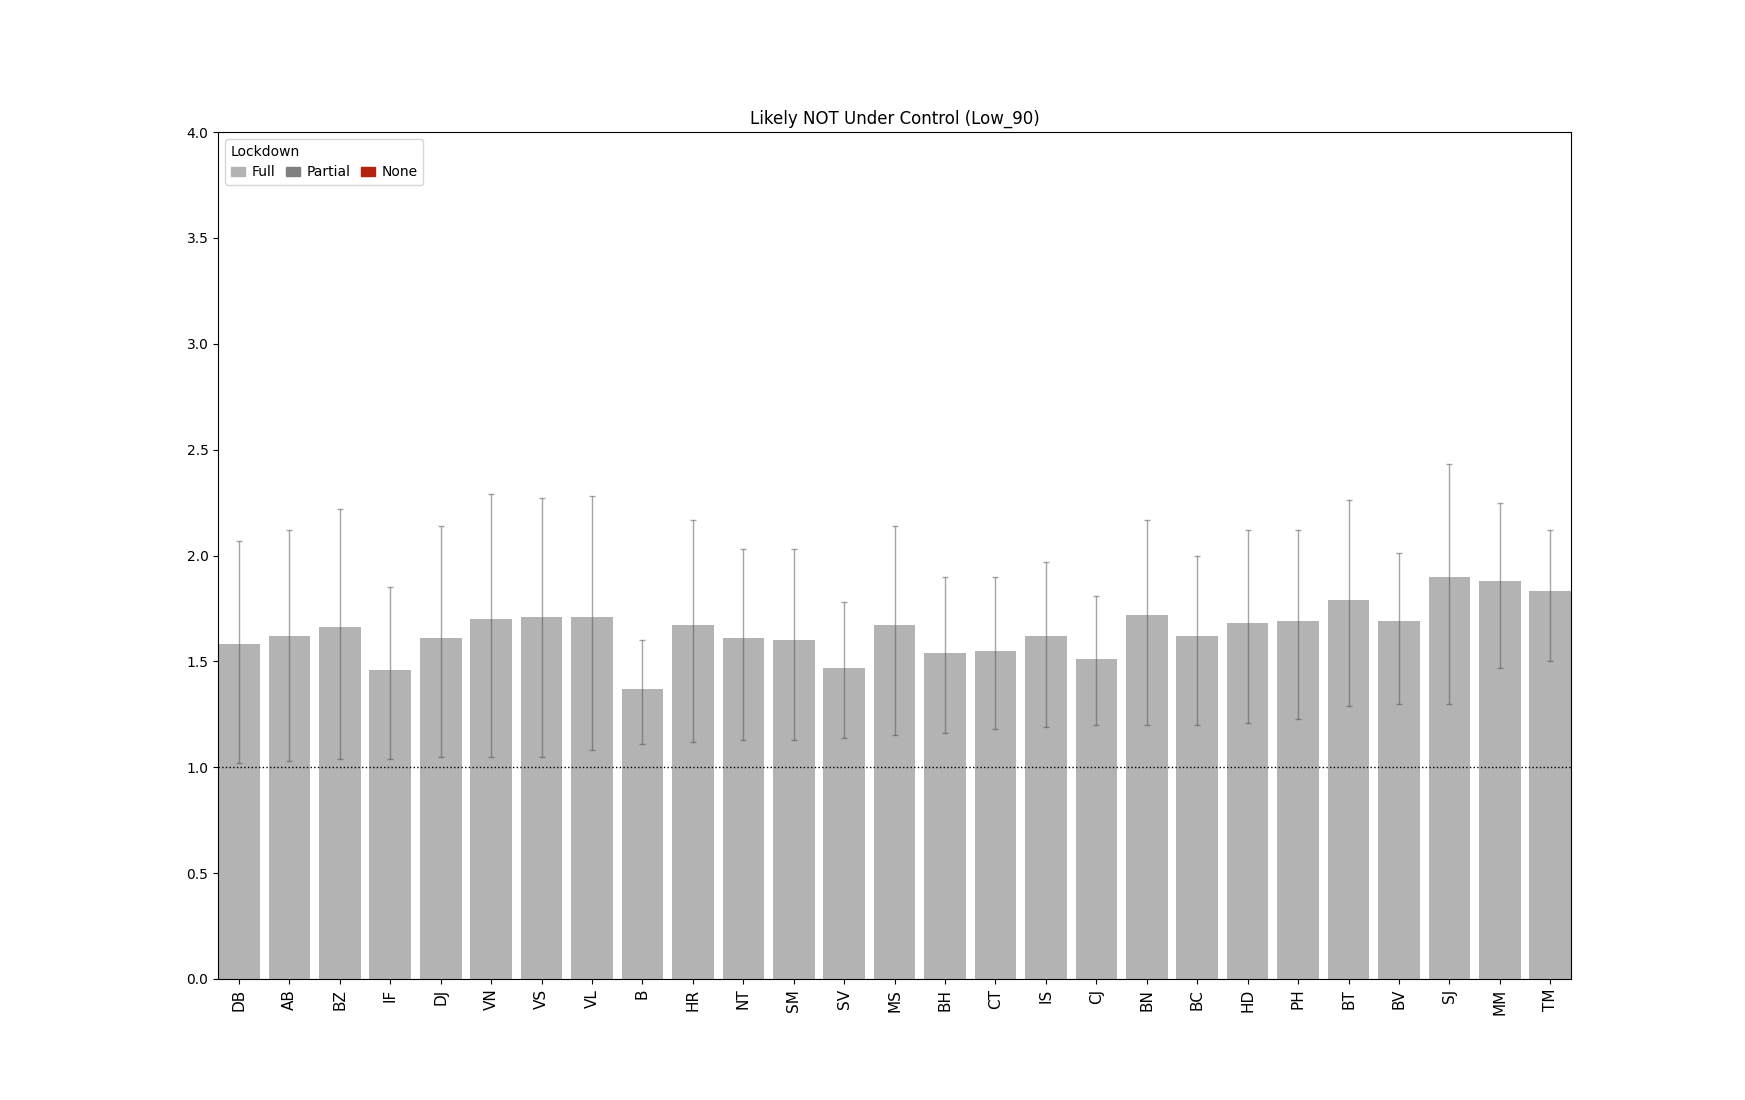 Likely NOT Under Control (Low_90)
Lockdown
Full Partial None
4.0
3.5
3.0
2.5
2.0
1.5
1.0
0.5
0.0
DB AB BZ IF DJ VN VS VL B HR NT SM SV MS BH CT IS CJ BN BC HD PH BT BV SJ MM TM